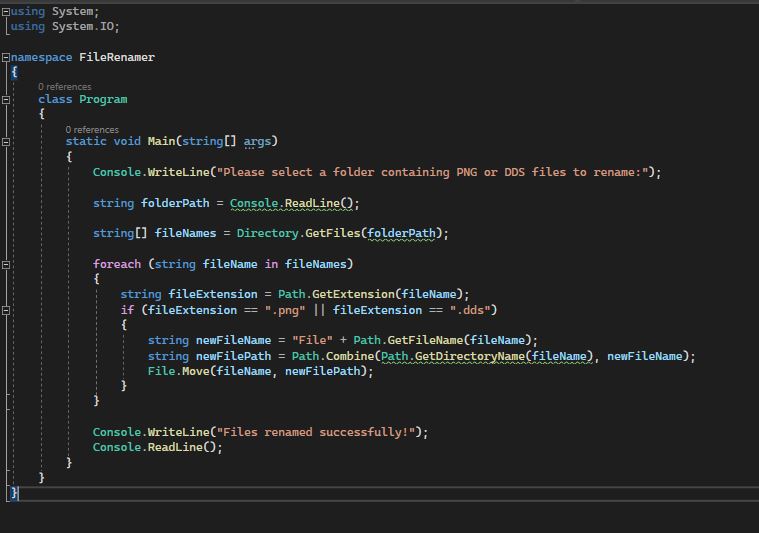 using System;
using System.IO;
namespace FileRenamer
{
0 references
class Program
{
0 references
static void Main(string[] args)
{
Console.WriteLine("Please select a folder containing PNG or DDS files to rename:");
string folderPath = Console.ReadLine();
string[] fileNames = Directory.GetFiles(folderPath);
foreach (string fileName in fileNames)
{
string fileExtension = Path.GetExtension(fileName);
if (fileExtension == ".png" || fileExtension == ".dds")
{
string newFileName = "File" + Path.GetFileName(fileName);
string newFilePath = Path.Combine(Path.GetDirectoryName(fileName), newFileName);
File.Move(fileName, newFilePath);
}
}
Console.WriteLine("Files renamed successfully!");
Console.ReadLine();
}
}
}